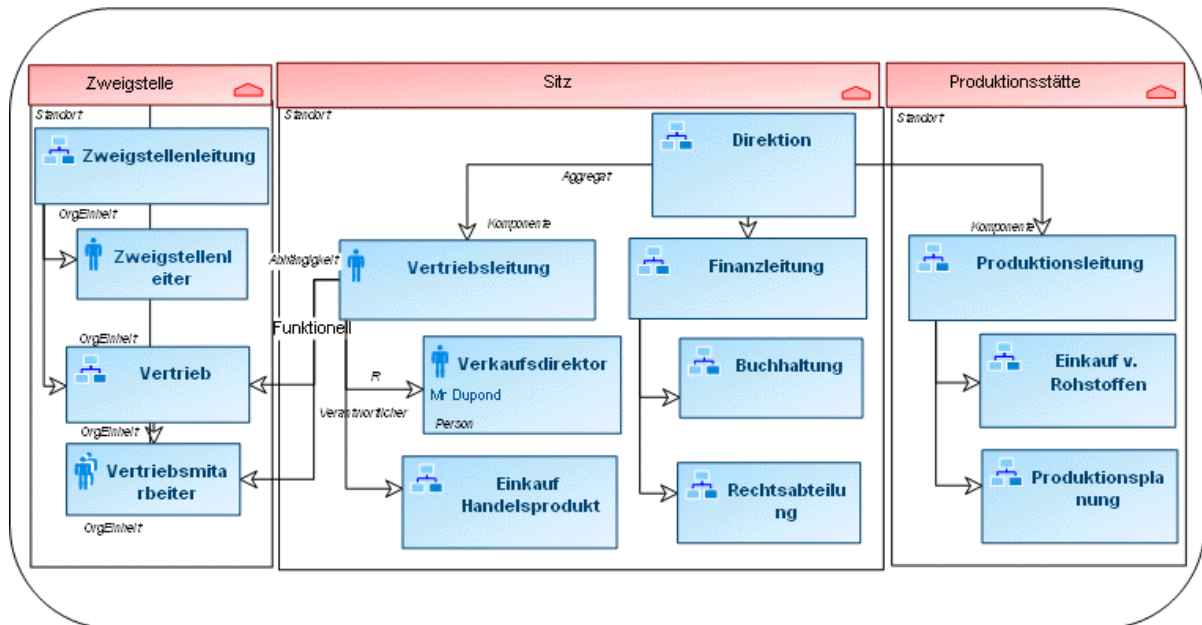 Zweigstelle
Standort
Zweigstellenleitung
OrgEinheit
Zweigstellenl
eiter
OrgEinheit
Vertrieb
OrgEinheit
Vertriebsmita
rbeiter
OrgEinheit
Sitz
Standort
Direktion
Aggregat
Komponente
Abhängigkeit
Vertriebsleitung
Finanzleitung
Funktionell
R
Verantwortlicher
Verkaufsdirektor
Mr Dupond
Person
Buchhaltung
Einkauf
Handelsprodukt
Rechtsabteilu
ng
Produktionsstätte
Standort
Komponente
Produktionsleitung
Einkauf v.
Rohstoffen
Produktionspla
nung